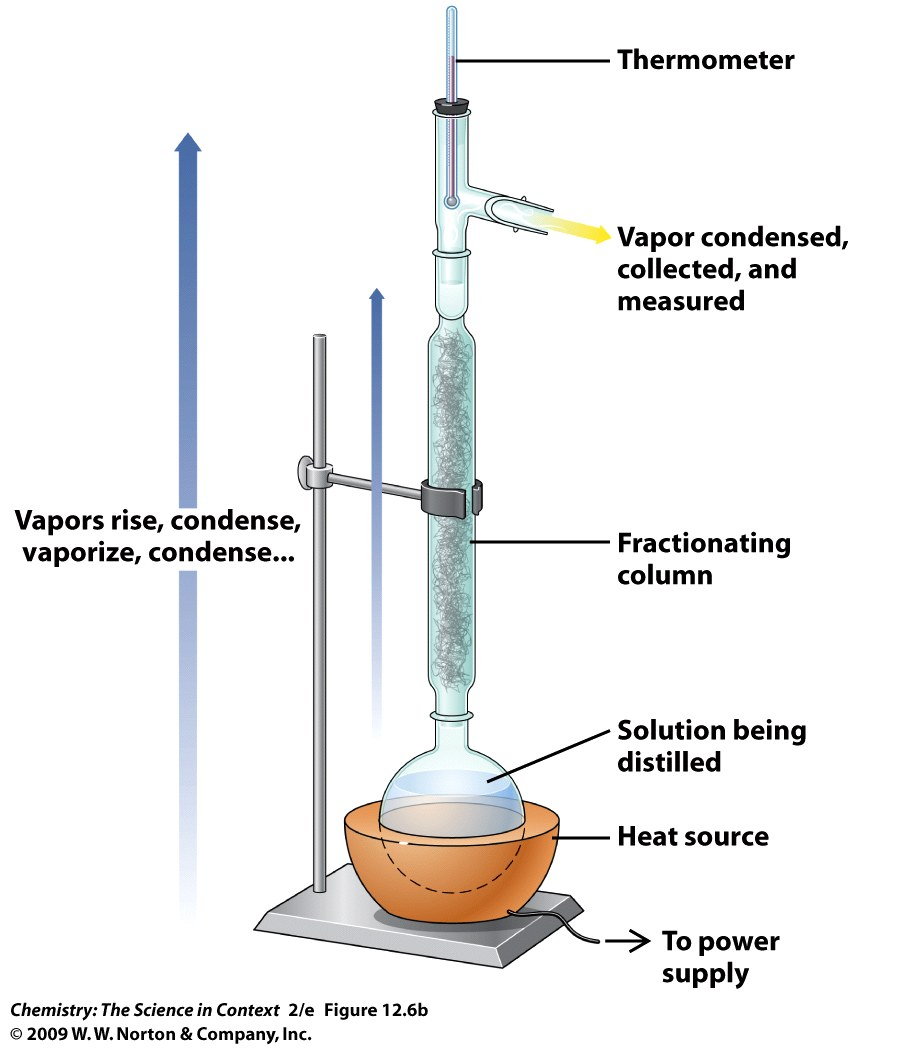 Thermometer
Vapor condensed,
collected, and
measured
Vapors rise, condense,
vaporize, condense...
Fractionating
column
Solution being
distilled
Heat source
To power
supply
Chemistry: The Science in Context 2/e Figure 12.6b
© 2009 W. W. Norton & Company, Inc.